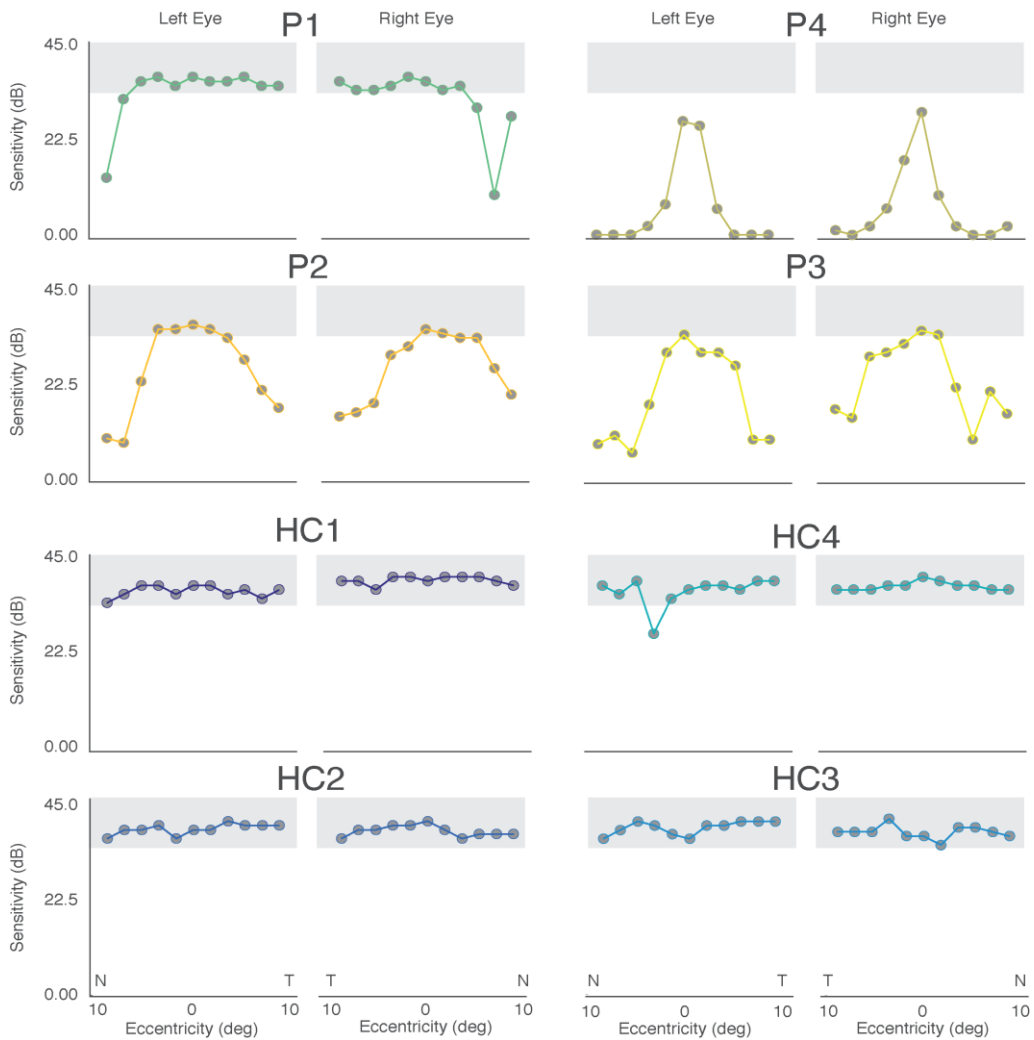 Left Eye P1 Right Eye Left Eye P4 Right Eye
45.0
22.5
0.00
Sensitivity (dB)
P2 P3
45.0
22.5
0.00
Sensitivity (dB)
HC1 HC4
45.0
22.5
0.00
Sensitivity (dB)
HC2 HC3
45.0
22.5
0.00
Sensitivity (dB)
N T T N N T T N
10 0 10 0 10 10 0 10 0 10
Eccentricity (deg) Eccentricity (deg) Eccentricity (deg) Eccentricity (deg)